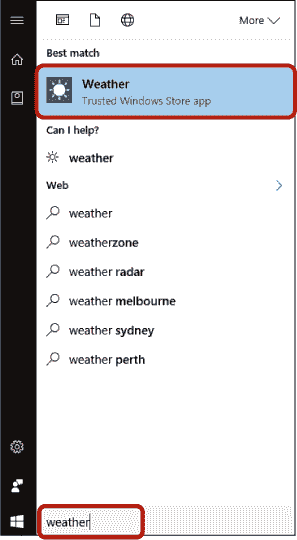 More
Best match
Weather
Trusted Windows Store app
Can I help?
weather
Web
weather
weatherzone
weather radar
weather melbourne
weather sydney
weather perth
weather